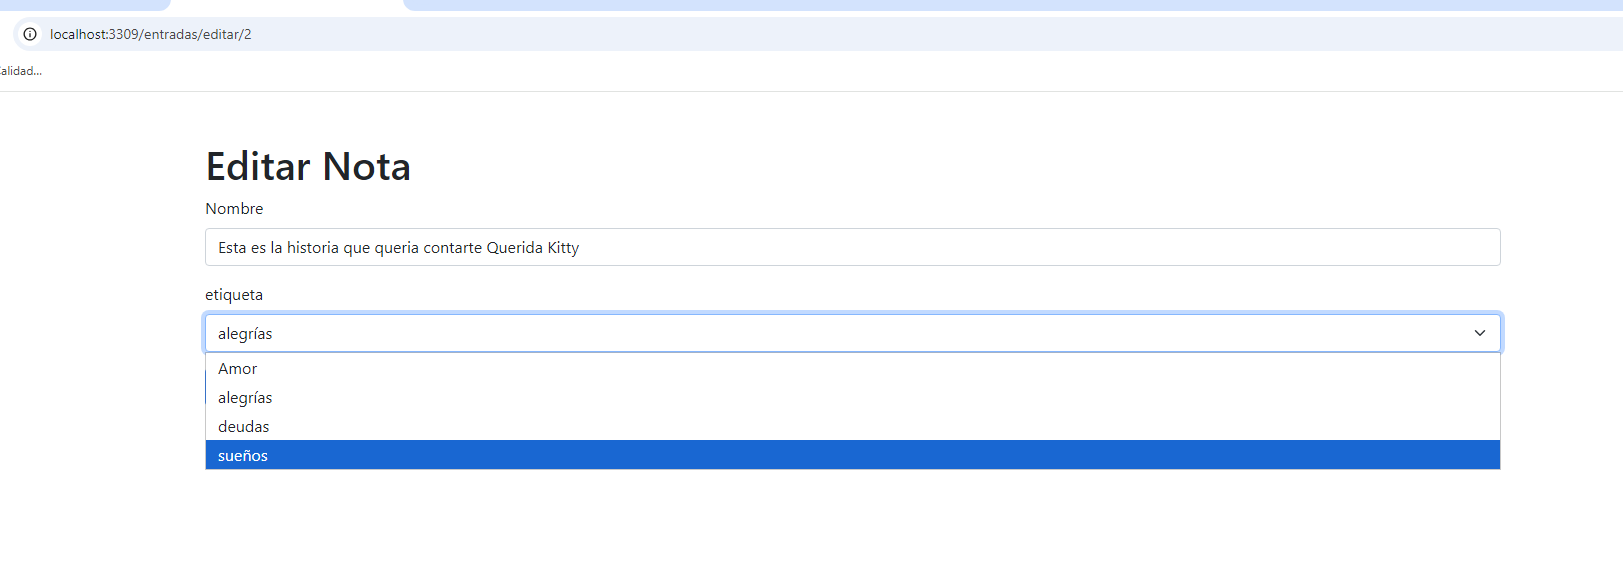 localhost:3309/entradas/editar/2
alidad...
Editar Nota
Nombre
Esta es la historia que queria contarte Querida Kitty
etiqueta
alegrías
Amor
alegrías
deudas
sueños